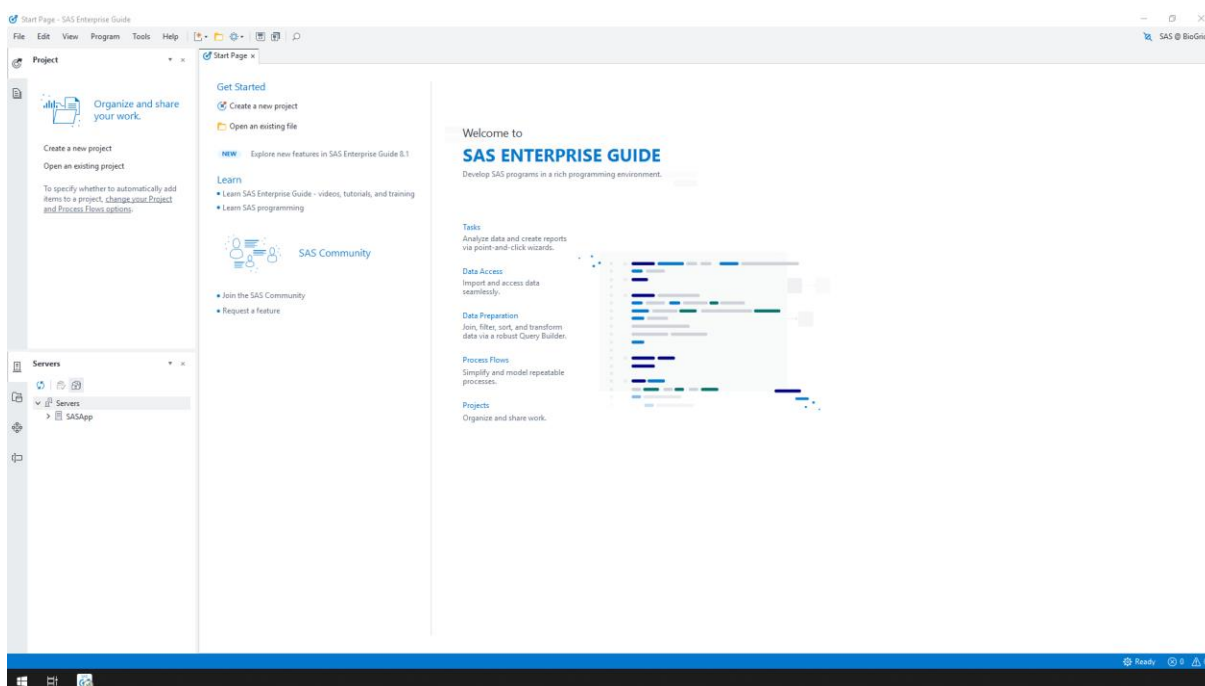 Start Page - SAS Enterprise Guide
File Edit View Program Tools Help
SAS @ BioGri
Project
Start Page
Organize and share
your work.
Create a new project
Open an existing project
To specify whether to automatically add
items to a project, change your Project
and Process Flows options.
Get Started
Create a new project
Open an existing file
NEW Explore new features in SAS Enterprise Guide 8.1
Learn
• Learn SAS Enterprise Guide - videos, tutorials, and training
• Learn SAS programming
SAS Community
• Join the SAS Community
• Request a feature
Welcome to
SAS ENTERPRISE GUIDE
Develop SAS programs in a rich programming environment.
Tasks
Analyze data and create reports
via point-and-click wizards.
Data Access
Import and access data
seamlessly.
Data Preparation
Join, filter, sort, and transform
data via a robust Query Builder.
Process Flows
Simplify and model repeatable
processes.
Projects
Organize and share work.
Servers
Servers
SASApp
Ready 0